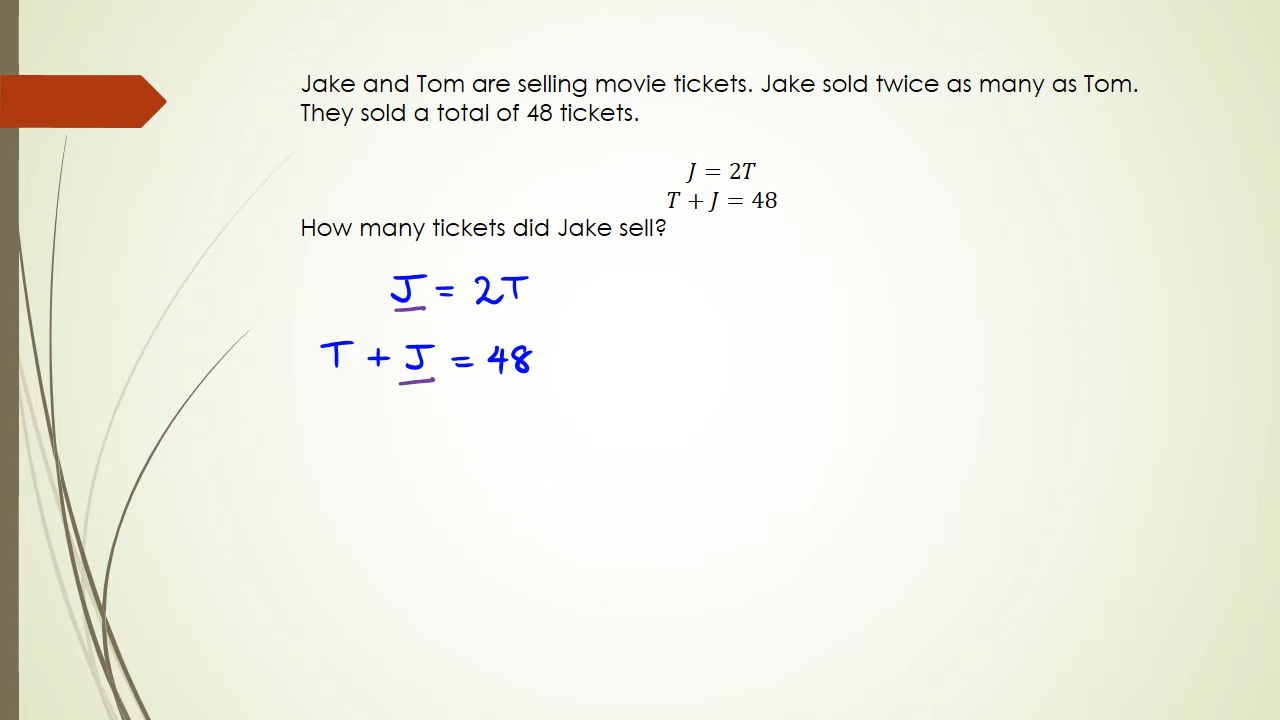 Jake and Tom are selling movie tickets. Jake sold twice as many as Tom.
They sold a total of 48 tickets.
J = 2T
T + J = 48
How many tickets did Jake sell?
J = 2T
T + J = 48